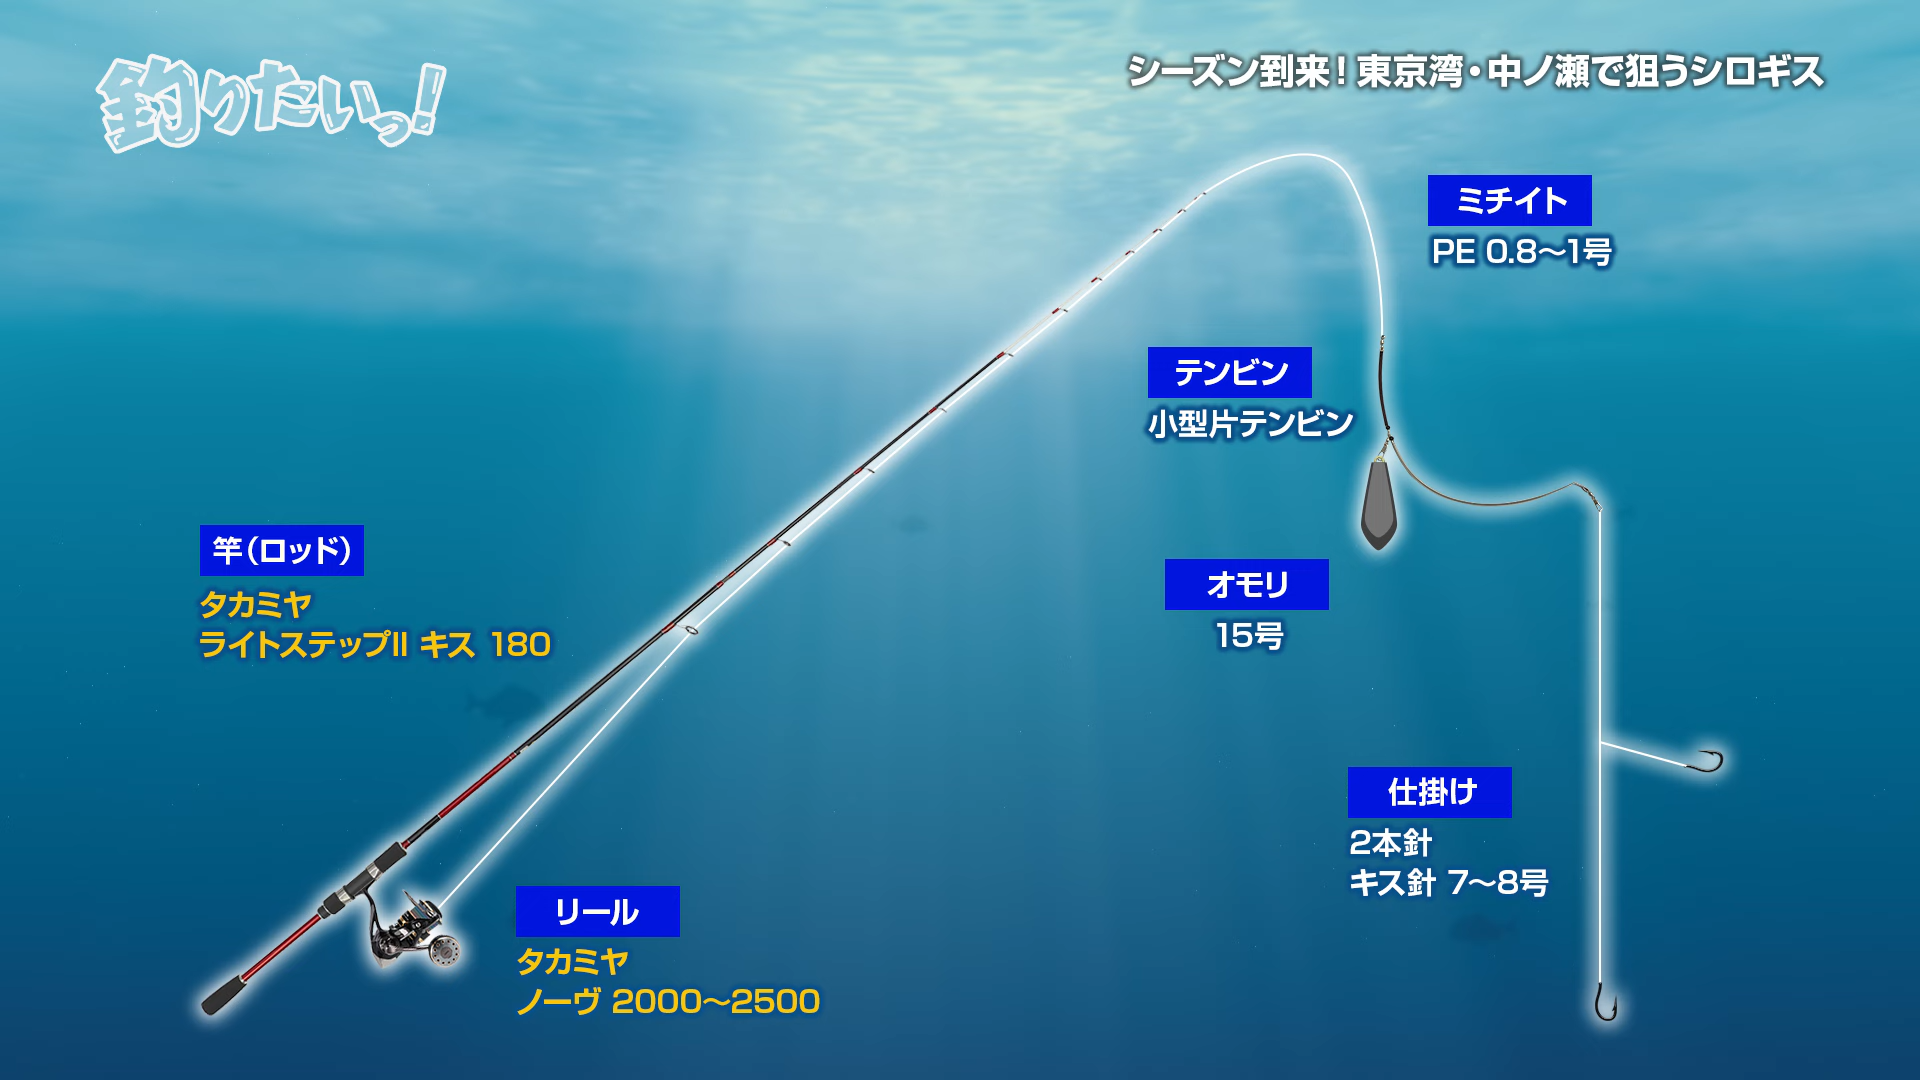 釣りたいっ!
シーズン到来!東京湾・中ノ瀬で狙うシロギス
ミチイト
PE 0.8〜1号
テンビン
小型片テンビン
竿(ロッド)
タカミヤ
ライトステップII キス 180
オモリ
15号
仕掛け
2本針
キス針 7〜8号
リール
タカミヤ
ノーヴ 2000〜2500